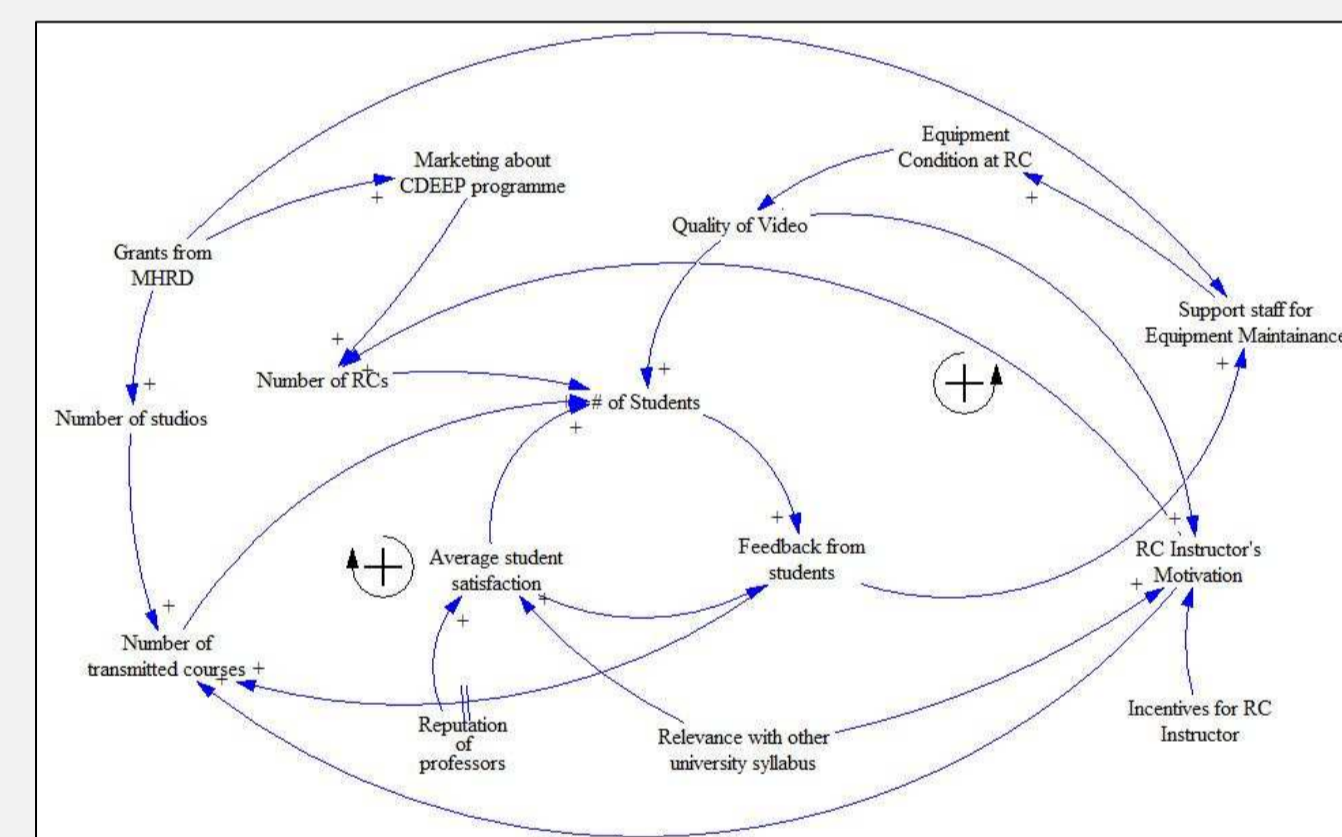 Equipment
Condition at RC
Marketing about
CDEEP programme
+
+
Quality of Video
Grants from
MHRD
Support staff for
Equipment Maintainance
+
+
+
+
+
Number of RCs
+
# of Students
Number of studios
+
+
+
+
Feedback from
students
RC Instructor's
Motivation
+
Average student
satisfaction
+
+
+
+
Number of
transmitted courses +
+
Incentives for RC
Instructor
Reputation
of
professors
Relevance with other
university syllabus